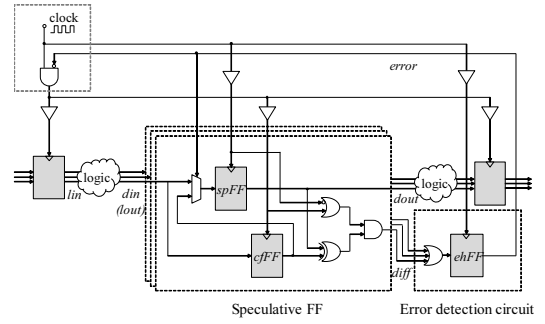 clock
error
logic
lin
din
(lout)
spFF
logic
dout
cfFF
ehFF
diff
Speculative FF
Error detection circuit